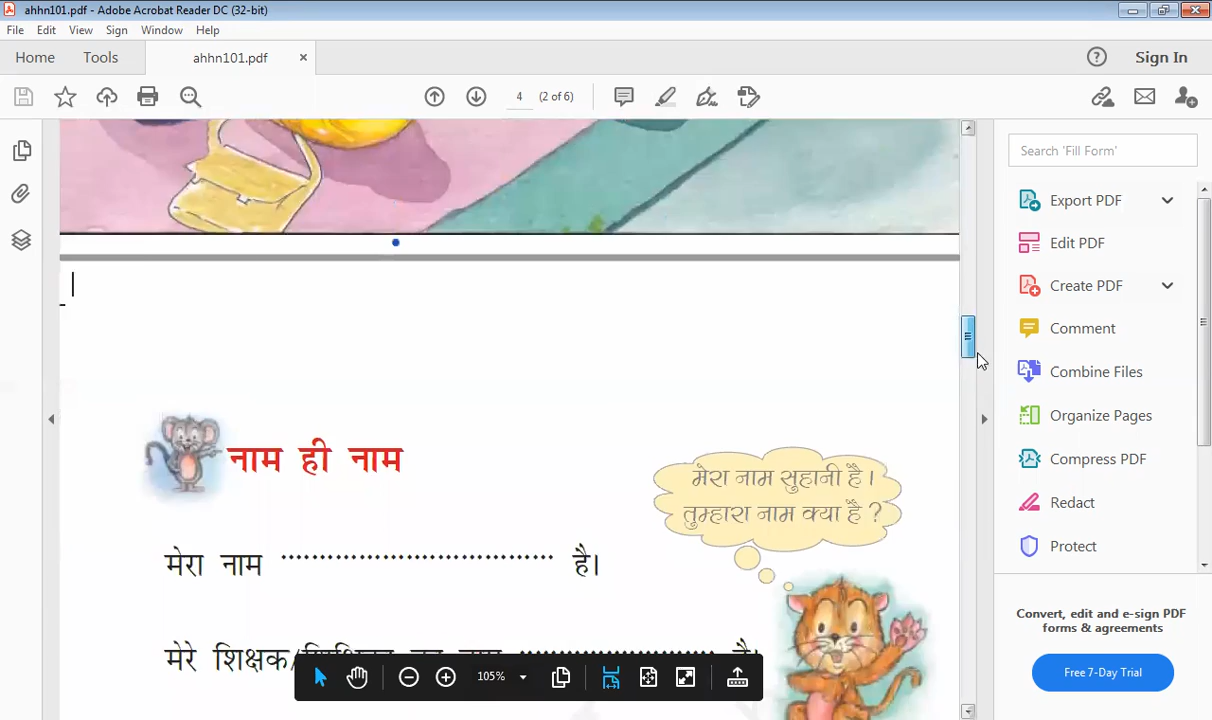 ahhn101.pdf - Adobe Acrobat Reader DC (32-bit)
File Edit View Sign Window Help
Home Tools ahhn101.pdf Sign In
4 (2 of 6)
Search 'Fill Form'
Export PDF
Edit PDF
Create PDF
Comment
Combine Files
Organize Pages
Compress PDF
Redact
Protect
Convert, edit and e-sign PDF
forms & agreements
Free 7-Day Trial
नाम ही नाम
मेरा नाम सुहानी है।
तुम्हारा नाम क्या है ?
मेरा नाम ................................ है।
मेरे शिक्षक/
105%